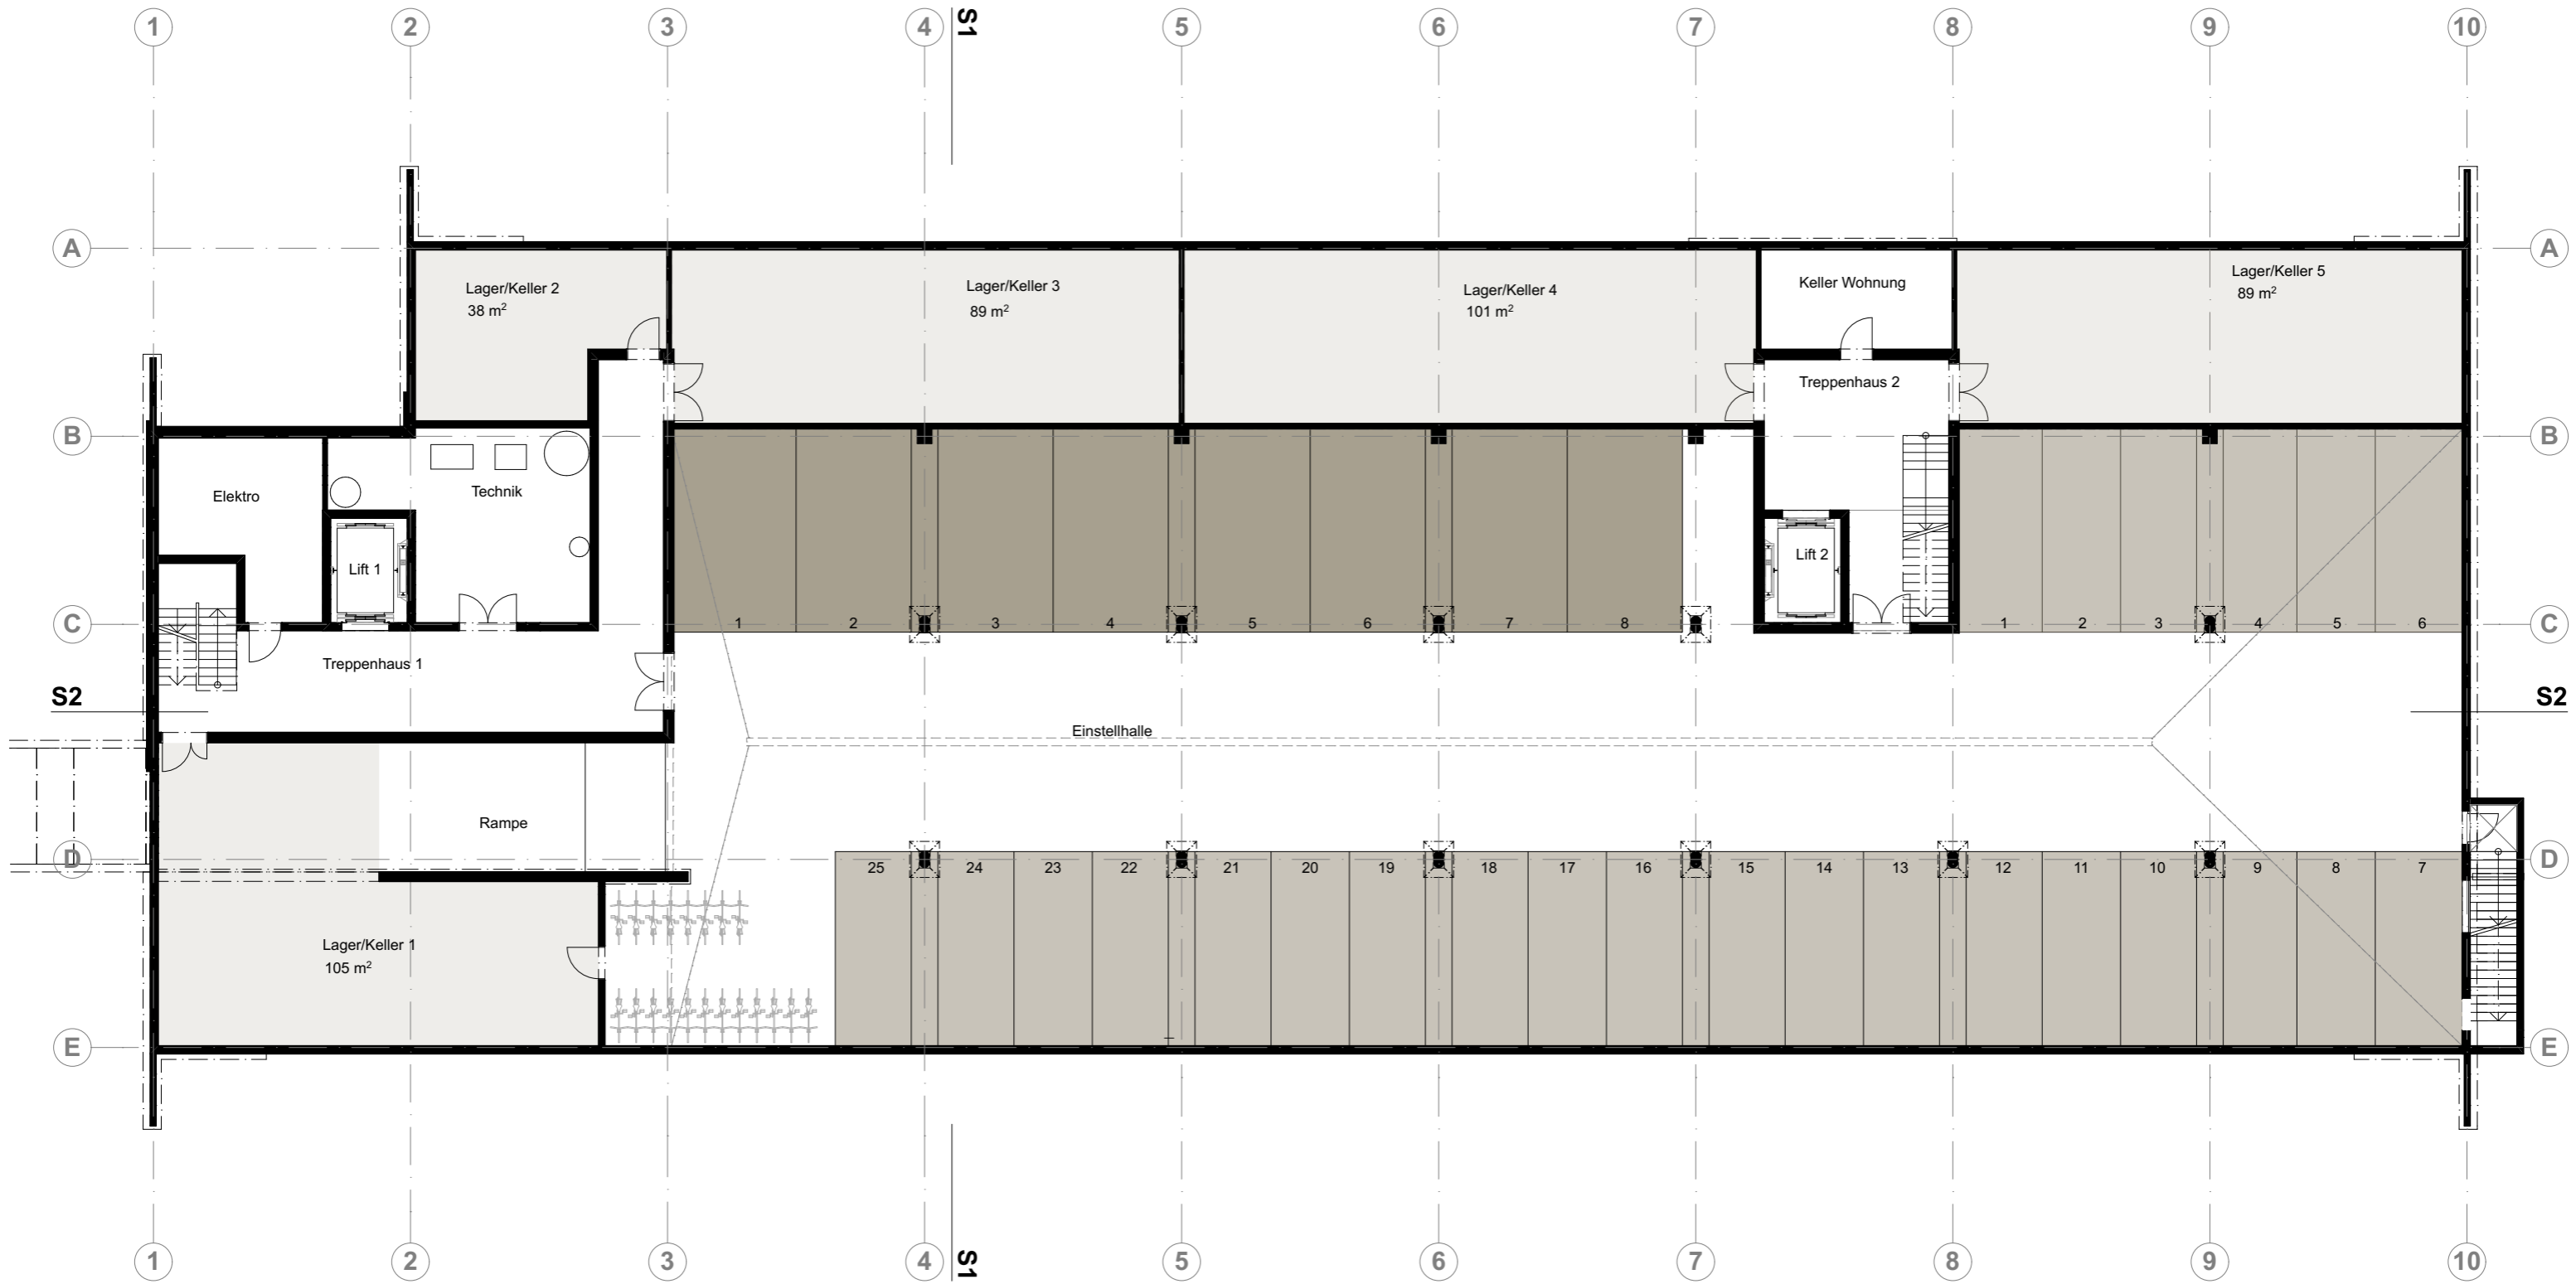 1 2 3 4 S1 5 6 7 8 9 10
A A
Lager/Keller 2
38 m²
Lager/Keller 3
89 m²
Lager/Keller 4
101 m²
Keller Wohnung
Lager/Keller 5
89 m²
Treppenhaus 2
B B
Elektro
Technik
Lift 1
Lift 2
C 1 2 3 4 5 6 7 8 1 2 3 4 5 6 C
Treppenhaus 1
S2 S2
Einstellhalle
Rampe
D D
25 24 23 22 21 20 19 18 17 16 15 14 13 12 11 10 9 8 7
Lager/Keller 1
105 m²
E E
1 2 3 4 S1 5 6 7 8 9 10